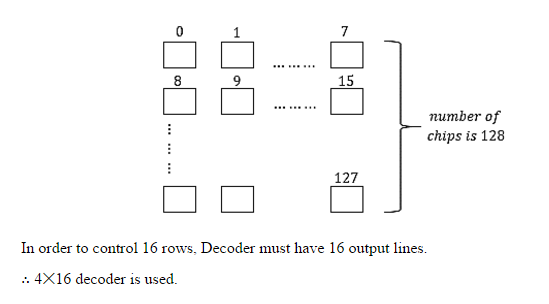 0 1 7
... ... ...
8 9 15
... ... ...
number of
chips is 128
127
In order to control 16 rows, Decoder must have 16 output lines.
∴ 4×16 decoder is used.